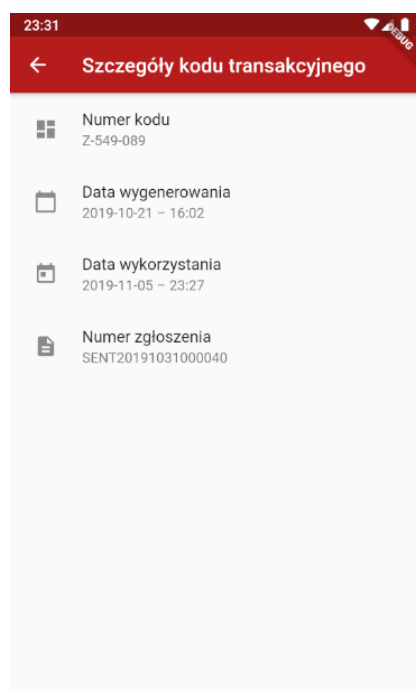 23:31
DEBUG
Szczegóły kodu transakcyjnego
Numer kodu
Z-549-089
Data wygenerowania
2019-10-21 – 16:02
Data wykorzystania
2019-11-05 – 23:27
Numer zgłoszenia
SENT20191031000040